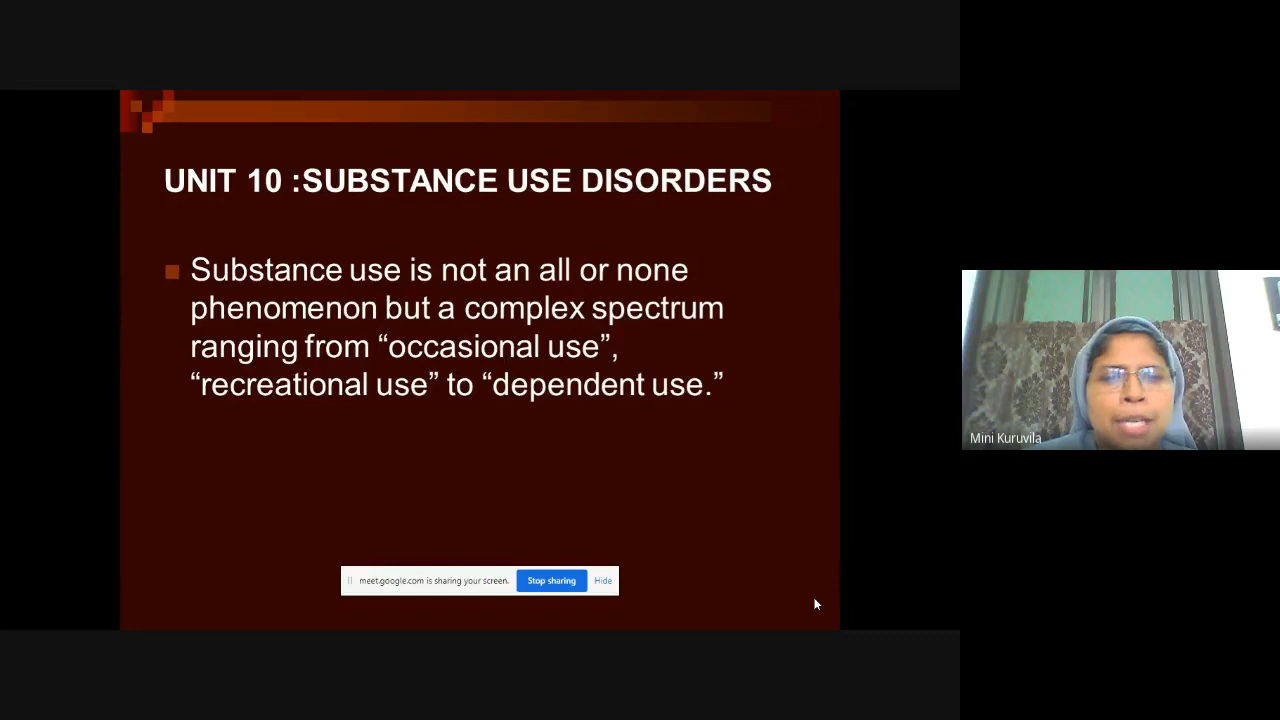 UNIT 10 :SUBSTANCE USE DISORDERS
Substance use is not an all or none
phenomenon but a complex spectrum
ranging from “occasional use”,
“recreational use” to “dependent use.”
meet.google.com is sharing your screen.
Stop sharing
Hide
Mini Kuruvila